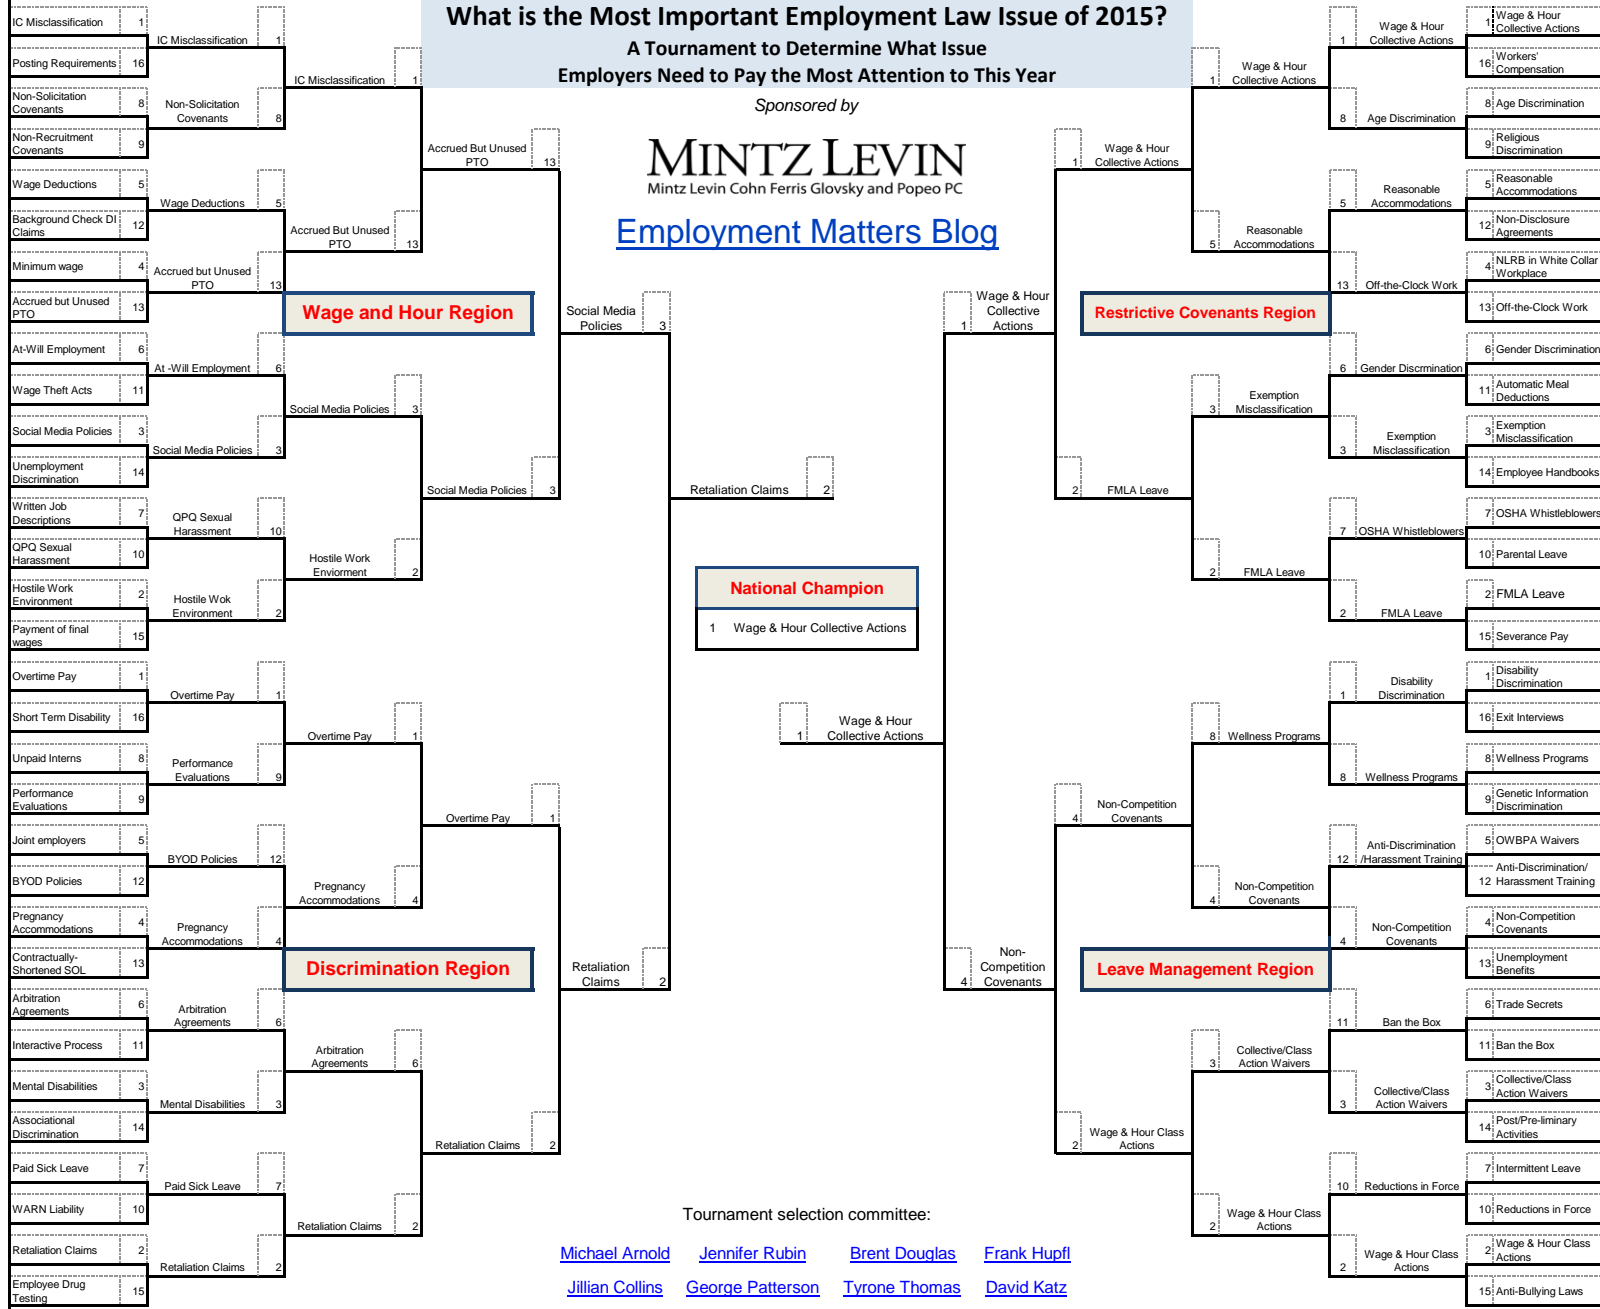 What is the Most Important Employment Law Issue of 2015?
A Tournament to Determine What Issue
Employers Need to Pay the Most Attention to This Year
Sponsored by
MINTZ LEVIN
Mintz Levin Cohn Ferris Glovsky and Popeo PC
Employment Matters Blog
IC Misclassification 1
Posting Requirements 16
Non-Solicitation
Covenants 8
Non-Recruitment
Covenants 9
Wage Deductions 5
Background Check DI
Claims 12
Minimum wage 4
Accrued but Unused
PTO 13
At-Will Employment 6
Wage Theft Acts 11
Social Media Policies 3
Unemployment
Discrimination 14
Written Job
Descriptions 7
QPQ Sexual
Harassment 10
Hostile Work
Environment 2
Payment of final
wages 15
Overtime Pay 1
Short Term Disability 16
Unpaid Interns 8
Performance
Evaluations 9
Joint employers 5
BYOD Policies 12
Pregnancy
Accommodations 4
Contractually-
Shortened SOL 13
Arbitration
Agreements 6
Interactive Process 11
Mental Disabilities 3
Associational
Discrimination 14
Paid Sick Leave 7
WARN Liability 10
Retaliation Claims 2
Employee Drug
Testing 15
IC Misclassification 1
Non-Solicitation
Covenants 8
Wage Deductions 5
Accrued but Unused
PTO 13
At -Will Employment 6
Social Media Policies 3
QPQ Sexual
Harassment 10
Hostile Wok
Environment 2
Overtime Pay 1
Performance
Evaluations 9
BYOD Policies 12
Pregnancy
Accommodations 4
Arbitration
Agreements 6
Mental Disabilities 3
Paid Sick Leave 7
Retaliation Claims 2
IC Misclassification 1
Accrued But Unused
PTO 13
Wage and Hour Region
Social Media Policies 3
Hostile Work
Enviorment 2
Overtime Pay 1
Pregnancy
Accommodations 4
Discrimination Region
Arbitration
Agreements 6
Retaliation Claims 2
Accrued But Unused
PTO 13
Social Media Policies 3
Overtime Pay 1
Retaliation Claims 2
Social Media
Policies 3
Retaliation
Claims 2
Retaliation Claims 2
National Champion
1 Wage & Hour Collective Actions
1 Wage & Hour
Collective Actions
1 Wage & Hour
Collective
Actions
4 Non-
Competition
Covenants
1 Wage & Hour
Collective Actions
2 FMLA Leave
4 Non-Competition
Covenants
2 Wage & Hour Class
Actions
1 Wage & Hour
Collective Actions
5 Reasonable
Accommodations
Restrictive Covenants Region
3 Exemption
Misclassification
2 FMLA Leave
8 Wellness Programs
4 Non-Competition
Covenants
Leave Management Region
3 Collective/Class
Action Waivers
2 Wage & Hour Class
Actions
1 Wage & Hour
Collective Actions
8 Age Discrimination
5 Reasonable
Accommodations
13 Off-the-Clock Work
6 Gender Discrmination
3 Exemption
Misclassification
7 OSHA Whistleblowers
2 FMLA Leave
1 Disability
Discrimination
8 Wellness Programs
12 Anti-Discrimination
/Harassment Training
4 Non-Competition
Covenants
11 Ban the Box
3 Collective/Class
Action Waivers
10 Reductions in Force
2 Wage & Hour Class
Actions
1 Wage & Hour
Collective Actions
16 Workers'
Compensation
8 Age Discrimination
9 Religious
Discrimination
5 Reasonable
Accommodations
12 Non-Disclosure
Agreements
4 NLRB in White Collar
Workplace
13 Off-the-Clock Work
6 Gender Discrimination
11 Automatic Meal
Deductions
3 Exemption
Misclassification
14 Employee Handbooks
7 OSHA Whistleblowers
10 Parental Leave
2 FMLA Leave
15 Severance Pay
1 Disability
Discrimination
16 Exit Interviews
8 Wellness Programs
9 Genetic Information
Discrimination
5 OWBPA Waivers
12 Anti-Discrimination/
Harassment Training
4 Non-Competition
Covenants
13 Unemployment
Benefits
6 Trade Secrets
11 Ban the Box
3 Collective/Class
Action Waivers
14 Post/Pre-liminary
Activities
7 Intermittent Leave
10 Reductions in Force
2 Wage & Hour Class
Actions
15 Anti-Bullying Laws
Tournament selection committee:
Michael Arnold Jennifer Rubin Brent Douglas Frank Hupfl
Jillian Collins George Patterson Tyrone Thomas David Katz